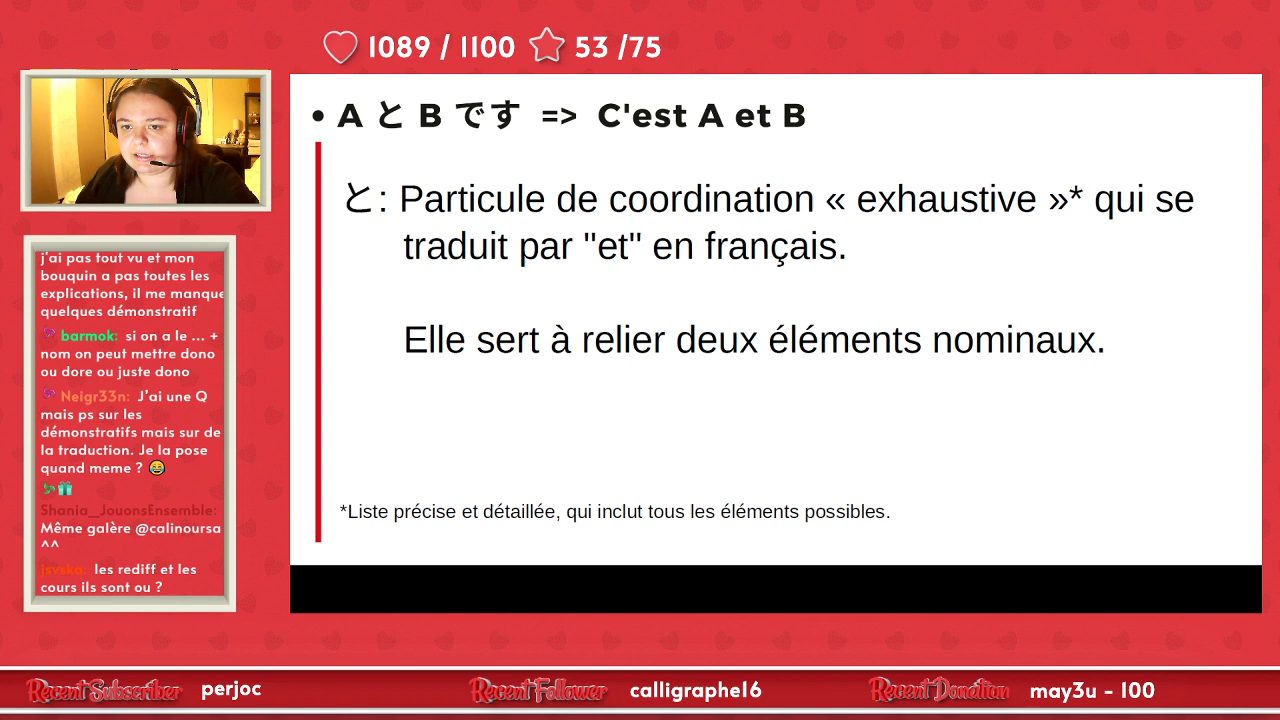 1089 / 1100 53 /75
• A と B です => C'est A et B
と: Particule de coordination « exhaustive »* qui se
traduit par "et" en français.
Elle sert à relier deux éléments nominaux.
*Liste précise et détaillée, qui inclut tous les éléments possibles.
j'ai pas tout vu et mon
bouquin a pas toutes les
explications, il me manque
quelques démonstratif
barmok: si on a le ... +
nom on peut mettre dono
ou dore ou juste dono
Neigr33n: J'ai une Q
mais ps sur les
démonstratifs mais sur de
la traduction. Je la pose
quand meme ? 😂
Shania_JouonsEnsemble:
Même galère @calinoursa
^^
jsvska: les rediff et les
cours ils sont ou ?
Recent Subscriber perjoc Recent Follower calligraphe16 Recent Donation may3u - 100